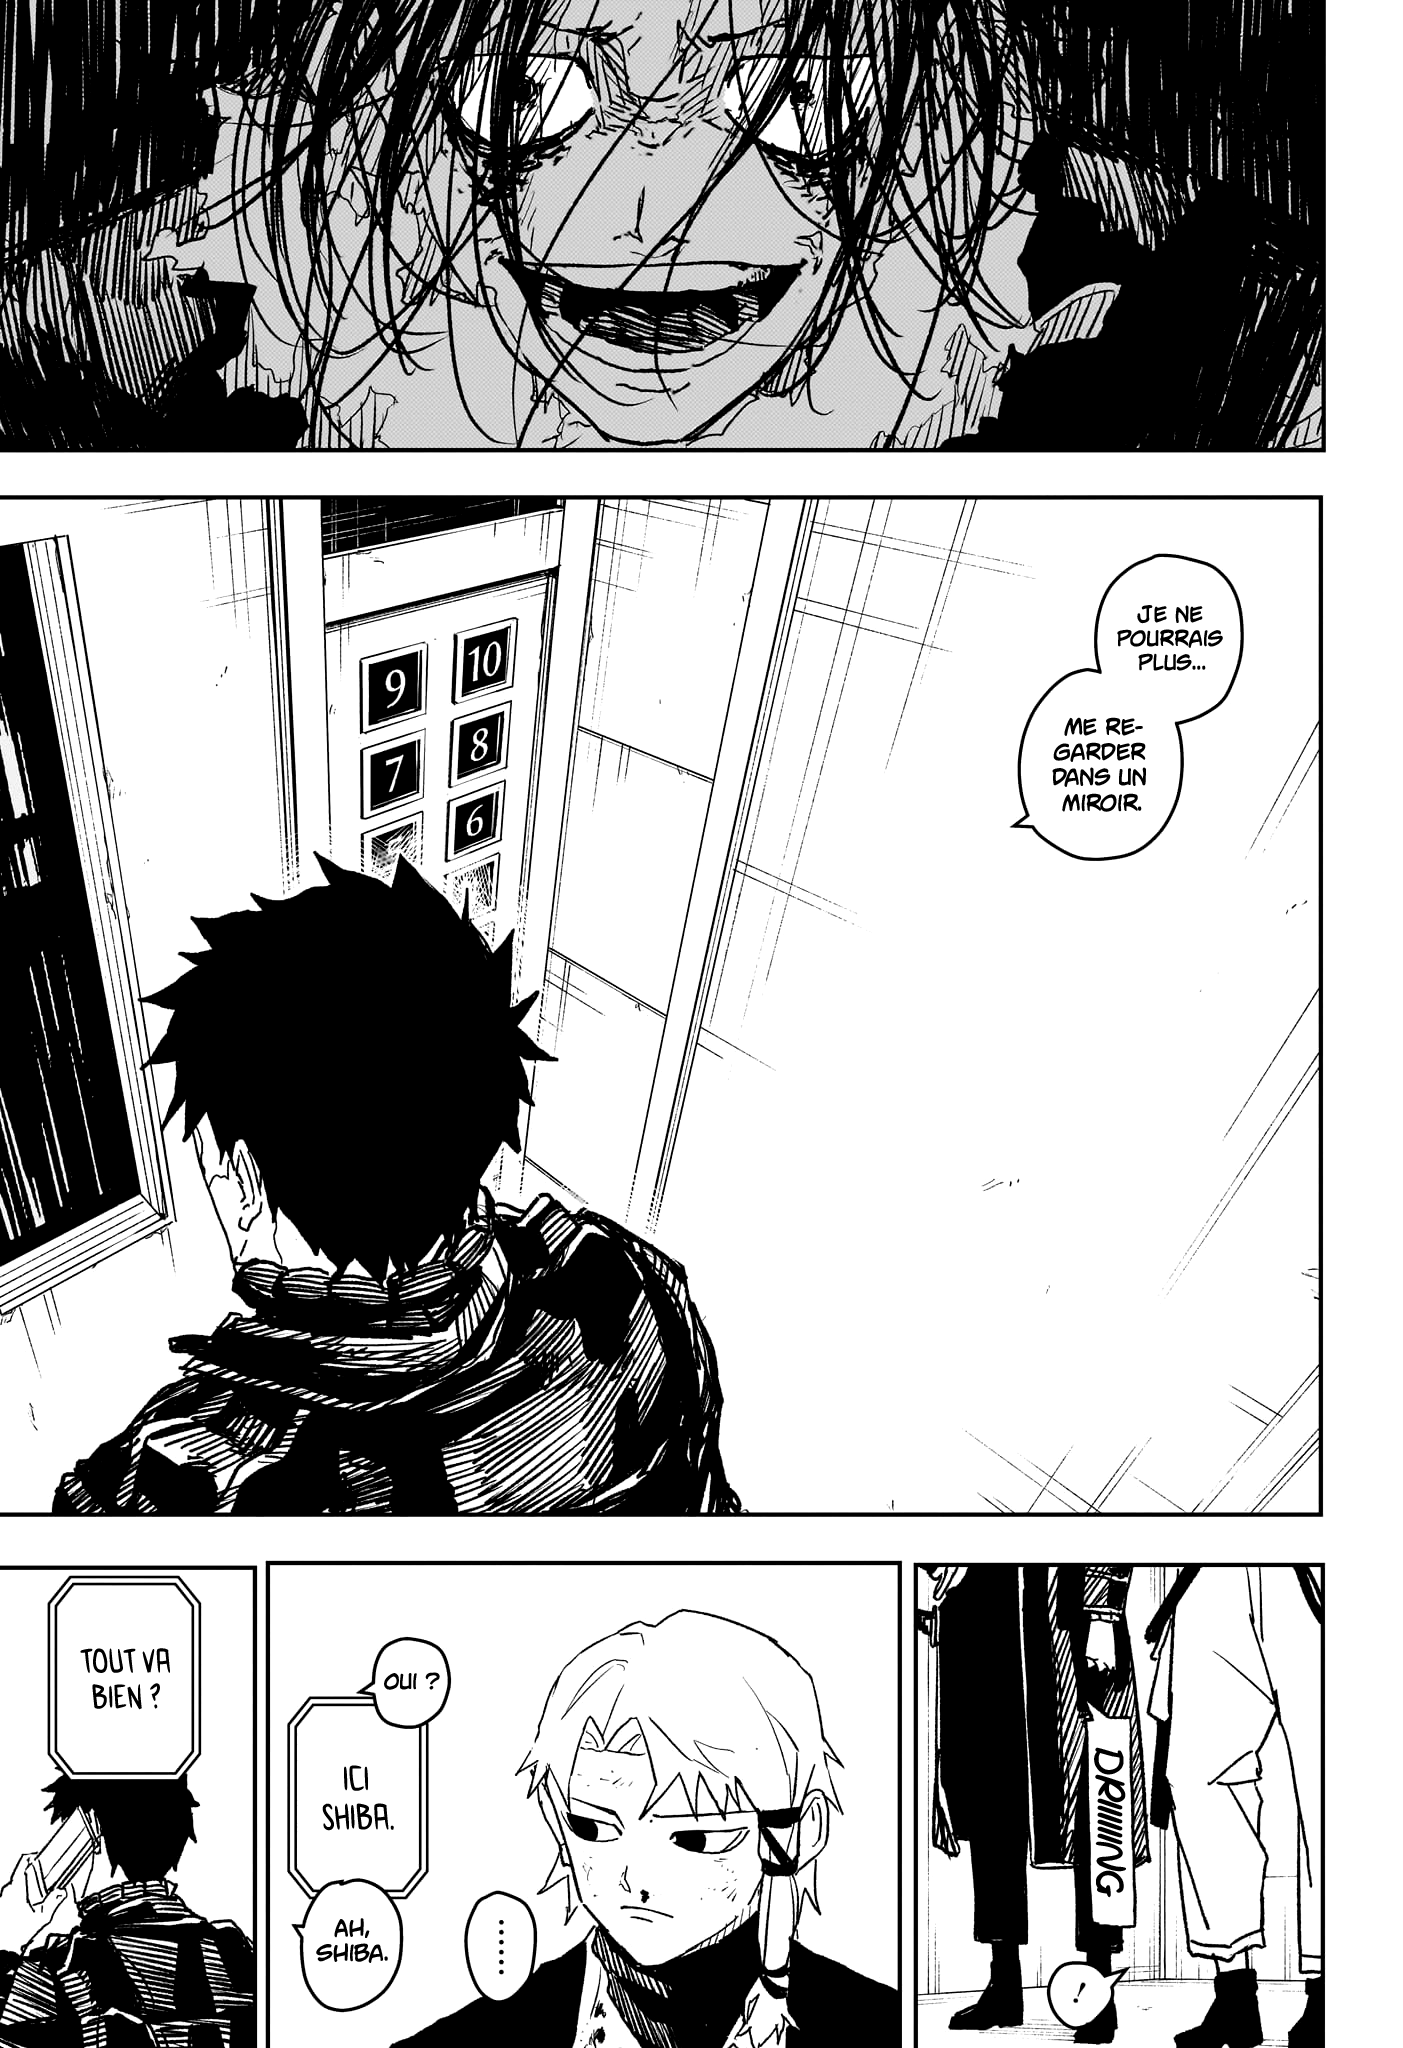 JE NE
POURRAIS
PLUS...
ME RE-
GARDER
DANS UN
MIROIR.
9
10
7
8
6
DRIIIIING
!
OUI ?
ICI
SHIBA.
AH,
SHIBA.
.......
TOUT VA
BIEN ?